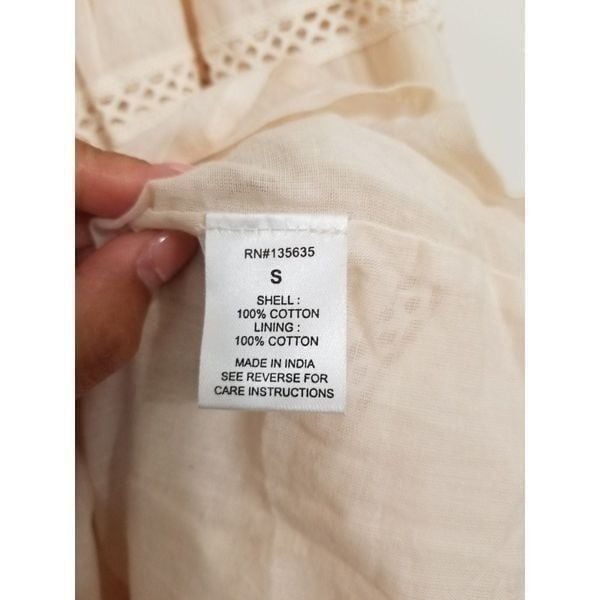 RN#135635
S
SHELL :
100% COTTON
LINING :
100% COTTON
MADE IN INDIA
SEE REVERSE FOR
CARE INSTRUCTIONS